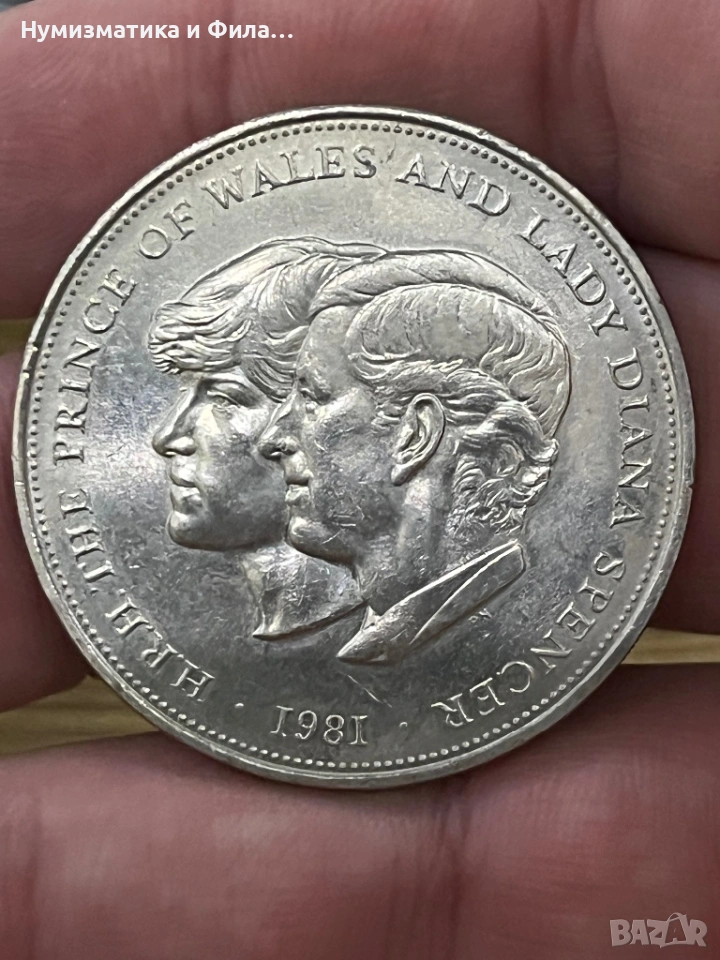 Нумизматика и Фила...
H.R.H. THE PRINCE OF WALES AND LADY DIANA SPENCER
· 1981 ·
BAZAR